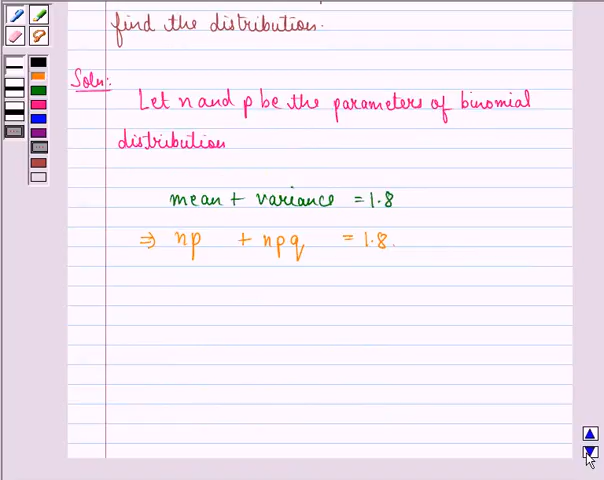 find the distribution.
Soln:
Let n and p be the parameters of binomial
distribution
mean + variance = 1.8
⇒ np + npq = 1.8.